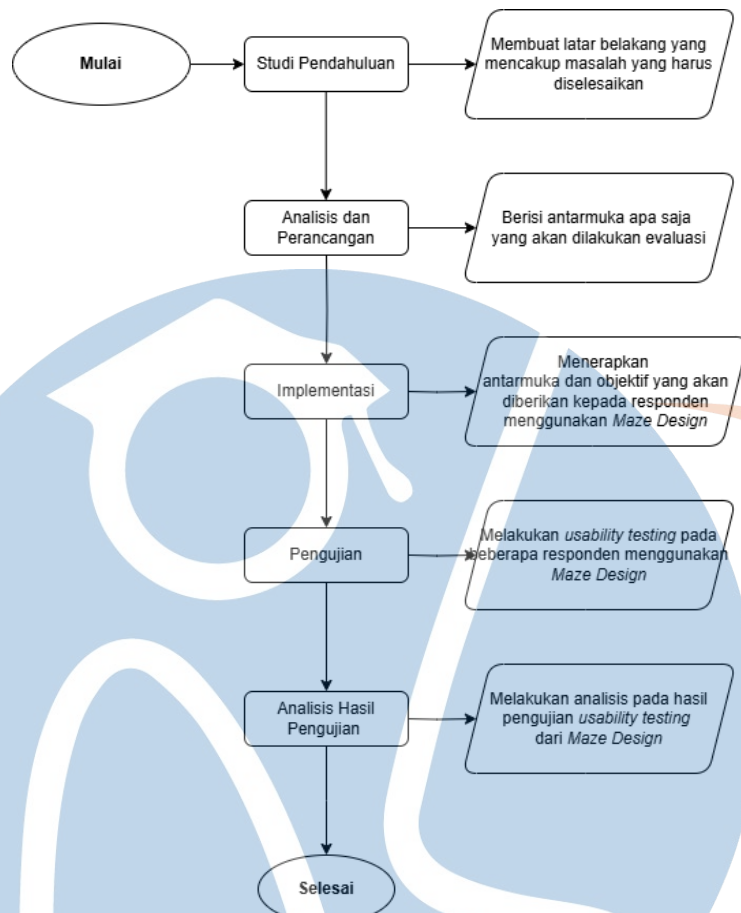 Mulai
Studi Pendahuluan
Membuat latar belakang yang
mencakup masalah yang harus
diselesaikan
Analisis dan
Perancangan
Berisi antarmuka apa saja
yang akan dilakukan evaluasi
Implementasi
Menerapkan
antarmuka dan objektif yang akan
diberikan kepada responden
menggunakan Maze Design
Pengujian
Melakukan usability testing pada
beberapa responden menggunakan
Maze Design
Analisis Hasil
Pengujian
Melakukan analisis pada hasil
pengujian usability testing
dari Maze Design
Selesai